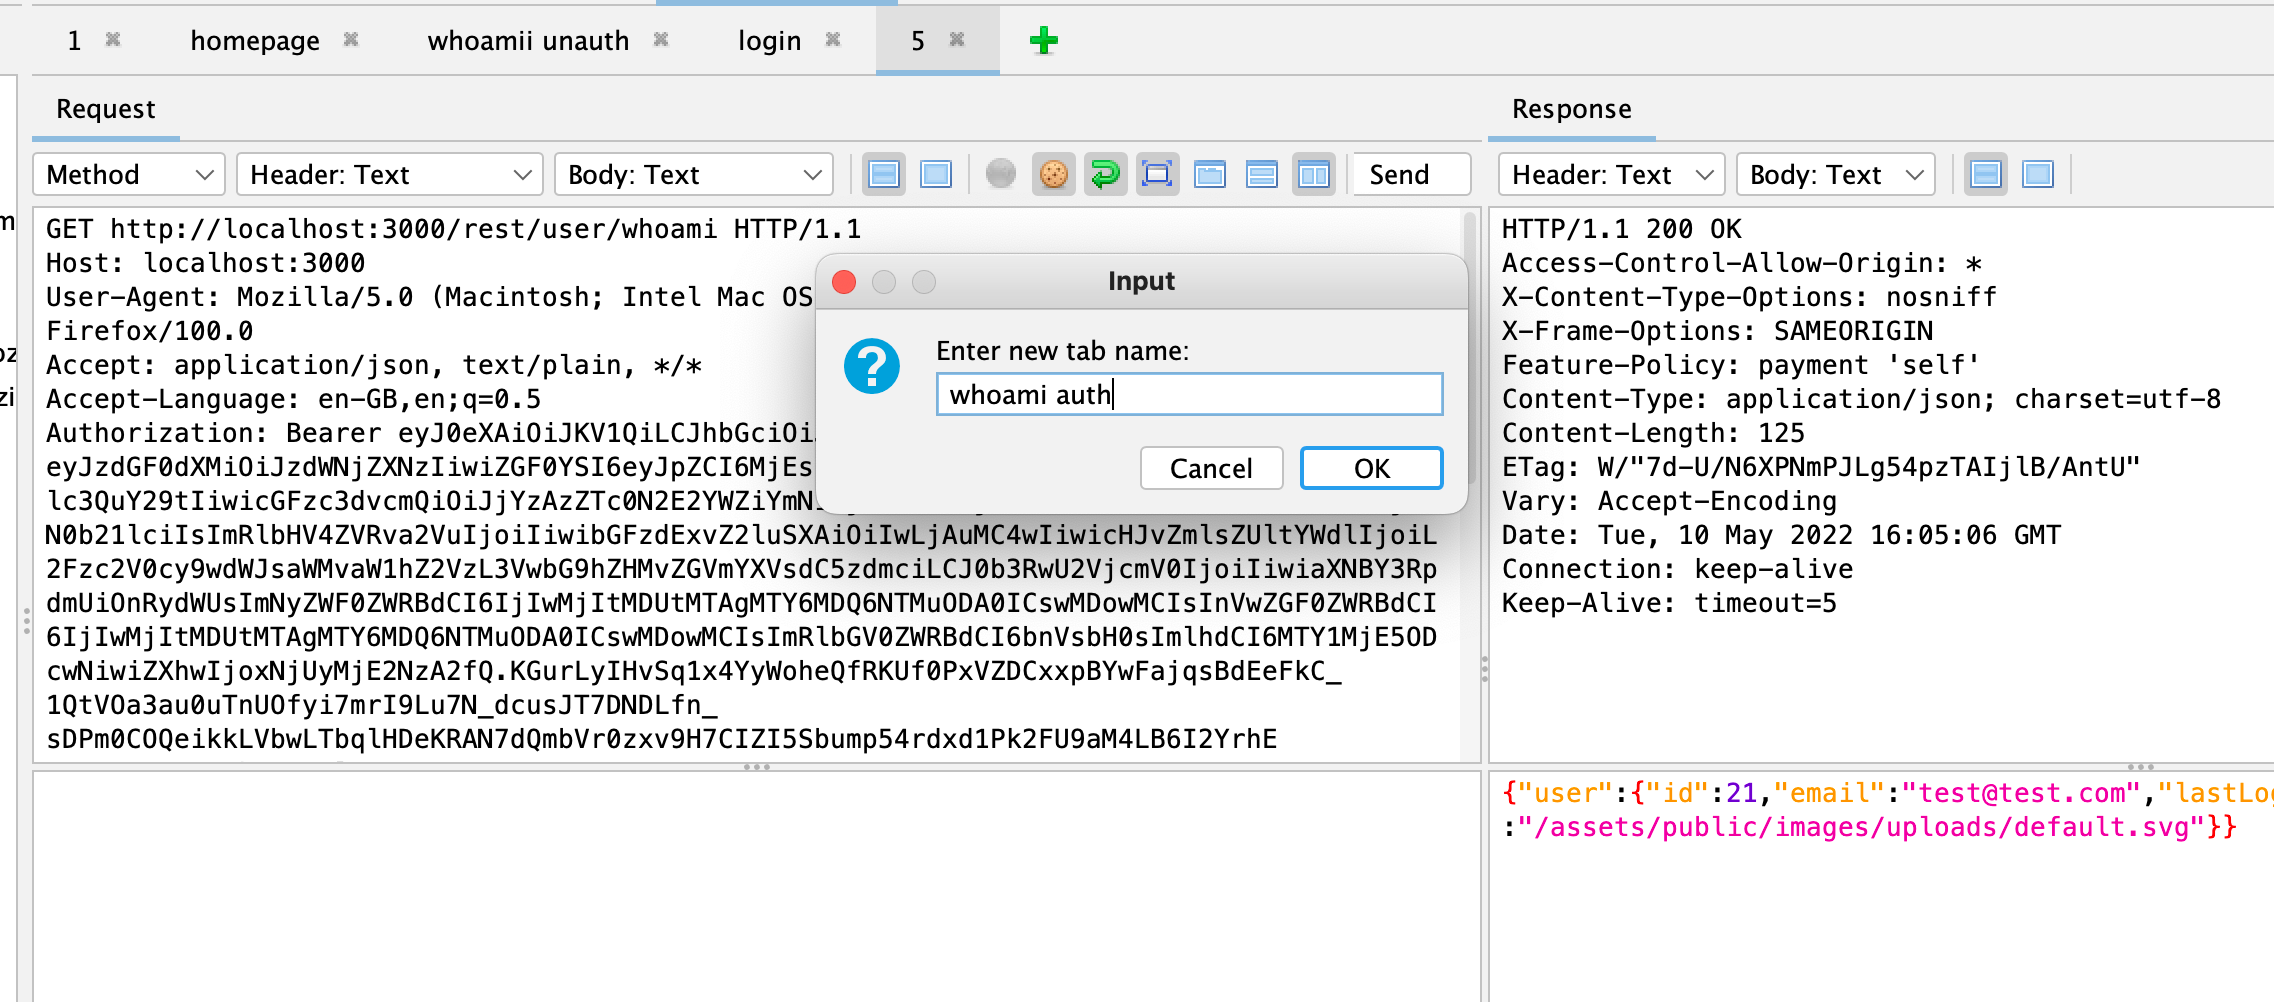 1
homepage
whoamii unauth
login
5
Request
Response
Method
Header: Text
Body: Text
Send
Header: Text
Body: Text
GET http://localhost:3000/rest/user/whoami HTTP/1.1
Host: localhost:3000
User-Agent: Mozilla/5.0 (Macintosh; Intel Mac OS
Firefox/100.0
Accept: application/json, text/plain, */*
Accept-Language: en-GB,en;q=0.5
Authorization: Bearer eyJ0eXAiOiJKV1QiLCJhbGciOi
eyJzdGF0dXMiOiJzdWNjZXNzIiwiZGF0YSI6eyJpZCI6MjEs
lc3QuY29tIiwicGFzc3dvcmQiOiJjYzAzZTc0N2E2YWZiYmN
N0b21lciIsImRlbHV4ZVRva2VuIjoiIiwibGFzdExvZ2luSXAiOiIwLjAuMC4wIiwicHJvZmlsZUltYWdlIjoiL
2Fzc2V0cy9wdWJsaWMvaW1hZ2VzL3VwbG9hZHMvZGVmYXVsdC5zdmciLCJ0b3RwU2VjcmV0IjoiIiwiaXNBY3Rp
dmUiOnRydWUsImNyZWF0ZWRBdCI6IjIwMjItMDUtMTAgMTY6MDQ6NTMuODA0ICswMDowMCIsInVwZGF0ZWRBdCI
6IjIwMjItMDUtMTAgMTY6MDQ6NTMuODA0ICswMDowMCIsImRlbGV0ZWRBdCI6bnVsbH0sImlhdCI6MTY1MjE5OD
cwNiwiZXhwIjoxNjUyMjE2NzA2fQ.KGurLyIHvSq1x4YyWoheQfRKUf0PxVZDCxxpBYwFajqsBdEeFkC_
1QtVOa3au0uTnUOfyi7mrI9Lu7N_dcusJT7DNDLfn_
sDPm0COQeikkLVbwLTbqlHDeKRAN7dQmbVr0zxv9H7CIZI5Sbump54rdxd1Pk2FU9aM4LB6I2YrhE
Input
Enter new tab name:
whoami auth
Cancel
OK
HTTP/1.1 200 OK
Access-Control-Allow-Origin: *
X-Content-Type-Options: nosniff
X-Frame-Options: SAMEORIGIN
Feature-Policy: payment 'self'
Content-Type: application/json; charset=utf-8
Content-Length: 125
ETag: W/"7d-U/N6XPNmPJLg54pzTAIjlB/AntU"
Vary: Accept-Encoding
Date: Tue, 10 May 2022 16:05:06 GMT
Connection: keep-alive
Keep-Alive: timeout=5
{"user":{"id":21,"email":"test@test.com","lastLog
:"/assets/public/images/uploads/default.svg"}}